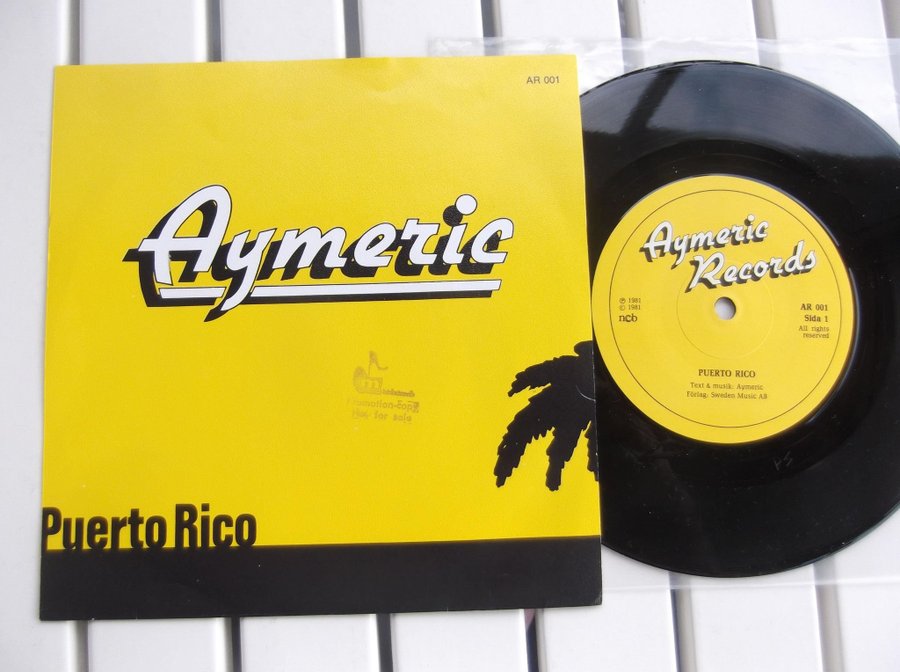 AR 001
Aymeric
Promotion-copy
Not for sale
Puerto Rico
Aymeric
Records
℗ 1981
© 1981
ncb
AR 001
Sida 1
All rights
reserved
PUERTO RICO
Text & musik: Aymeric
Förlag: Sweden Music AB
PS